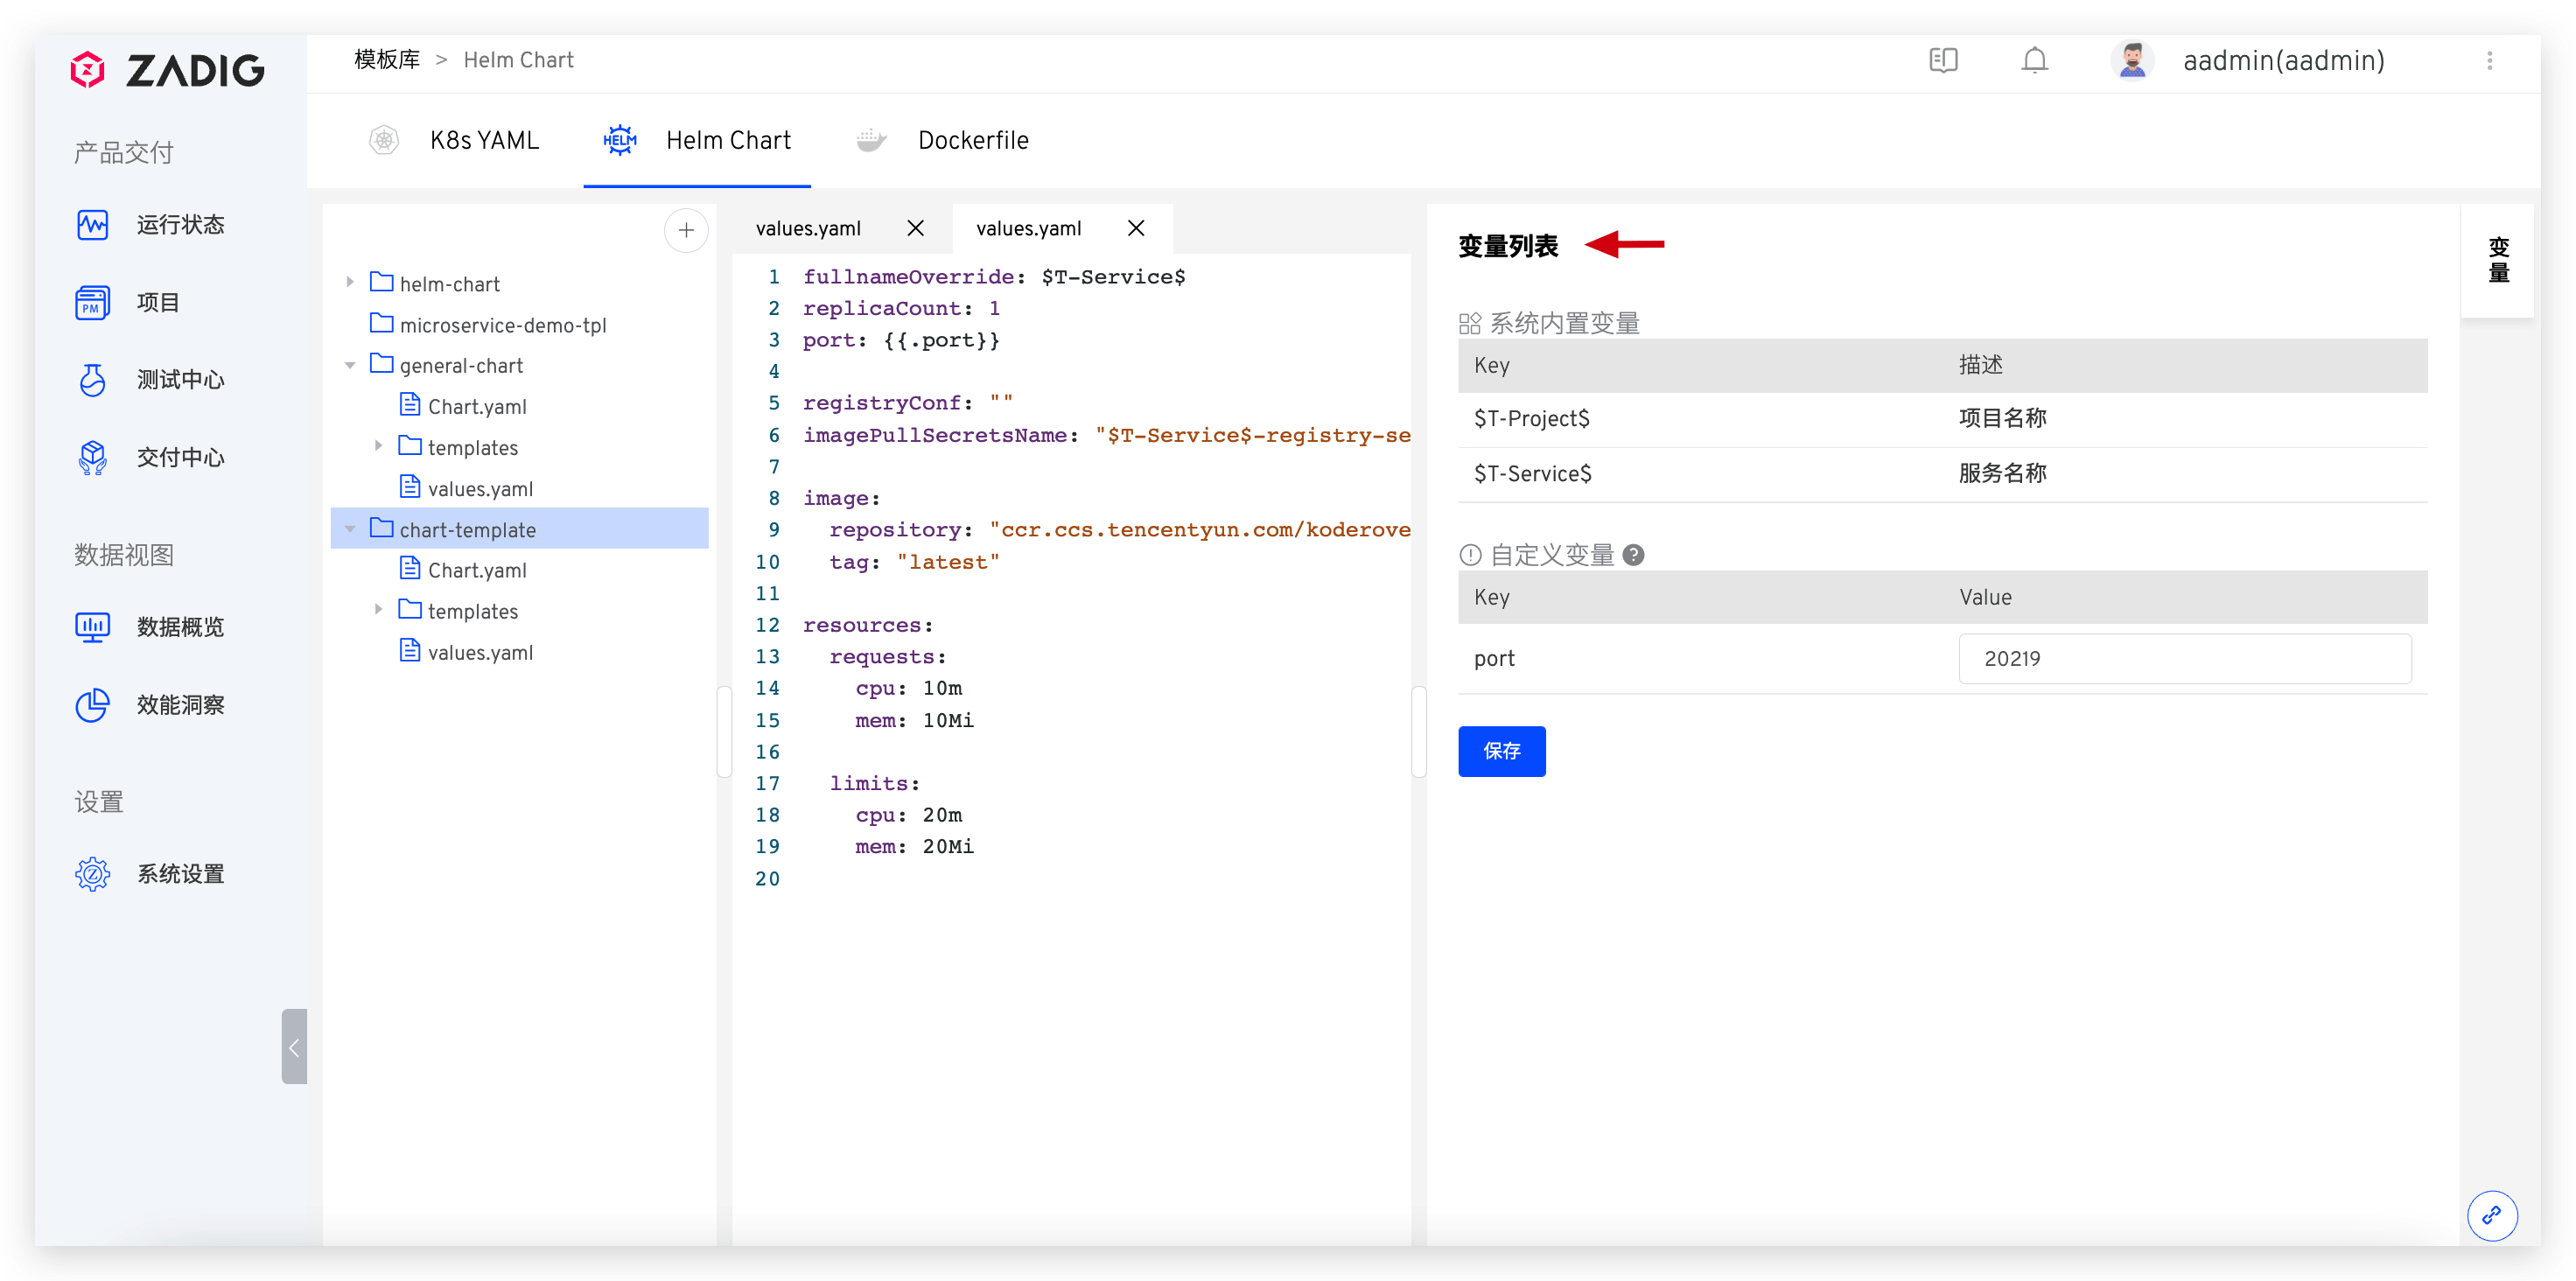 ZADIG
模板库 > Helm Chart
aadmin(aadmin)
产品交付
运行状态
PM
项目
测试中心
交付中心
数据视图
数据概览
效能洞察
设置
系统设置
K8s YAML
HELM
Helm Chart
Dockerfile
helm-chart
microservice-demo-tpl
general-chart
Chart.yaml
templates
values.yaml
chart-template
Chart.yaml
templates
values.yaml
values.yaml
values.yaml
1 fullnameOverride: $T-Service$
2 replicaCount: 1
3 port: {{.port}}
4
5 registryConf: ""
6 imagePullSecretsName: "$T-Service$-registry-se
7
8 image:
9 repository: "ccr.ccs.tencentyun.com/koderove
10 tag: "latest"
11
12 resources:
13 requests:
14 cpu: 10m
15 mem: 10Mi
16
17 limits:
18 cpu: 20m
19 mem: 20Mi
20
变量列表
系统内置变量
Key 描述
$T-Project$ 项目名称
$T-Service$ 服务名称
自定义变量
Key Value
port 20219
保存
变量